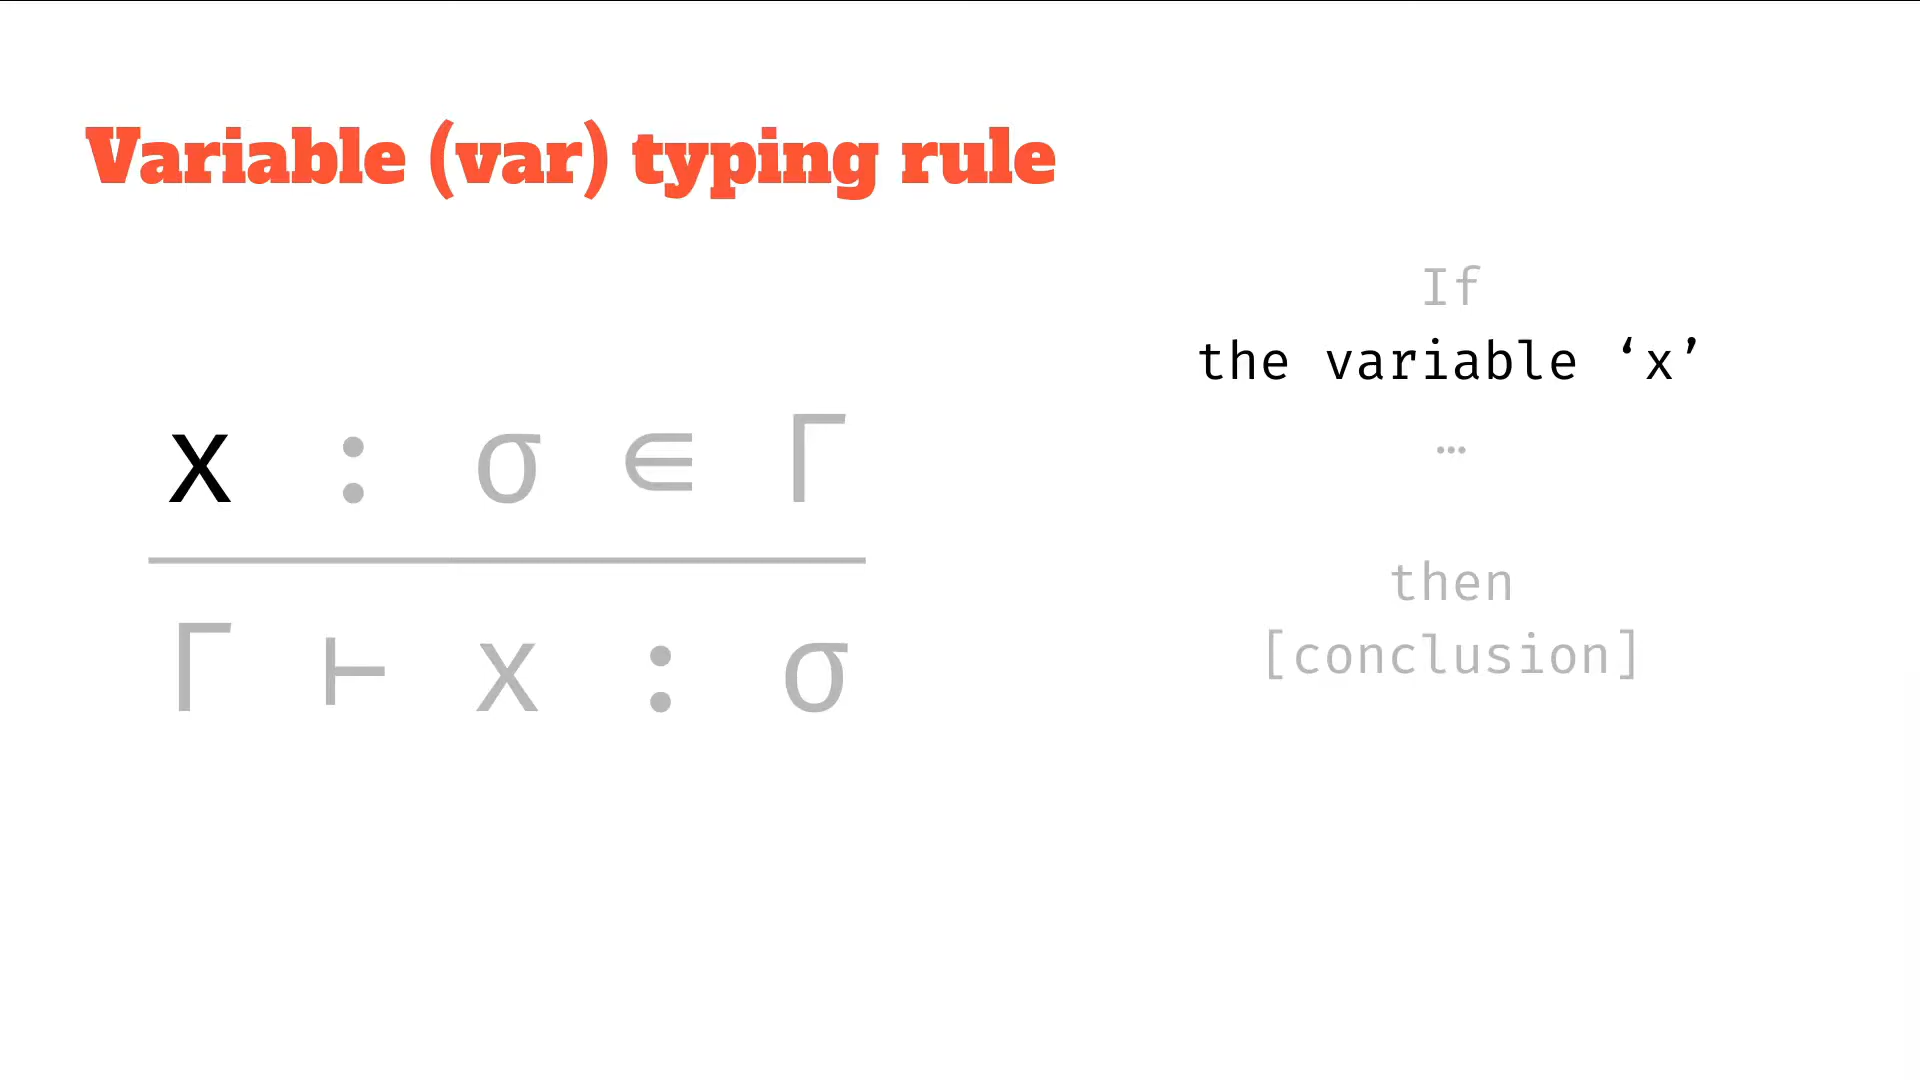 Variable (var) typing rule
x : σ ∈ Γ
Γ ⊢ x : σ
If
the variable ‘x’
…
then
[conclusion]